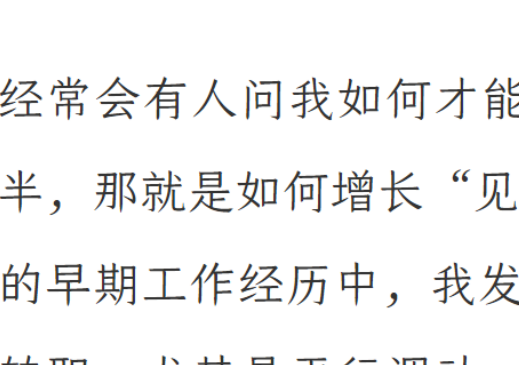 经常会有人问我如何才能
半，那就是如何增长“见
的早期工作经历中，我发